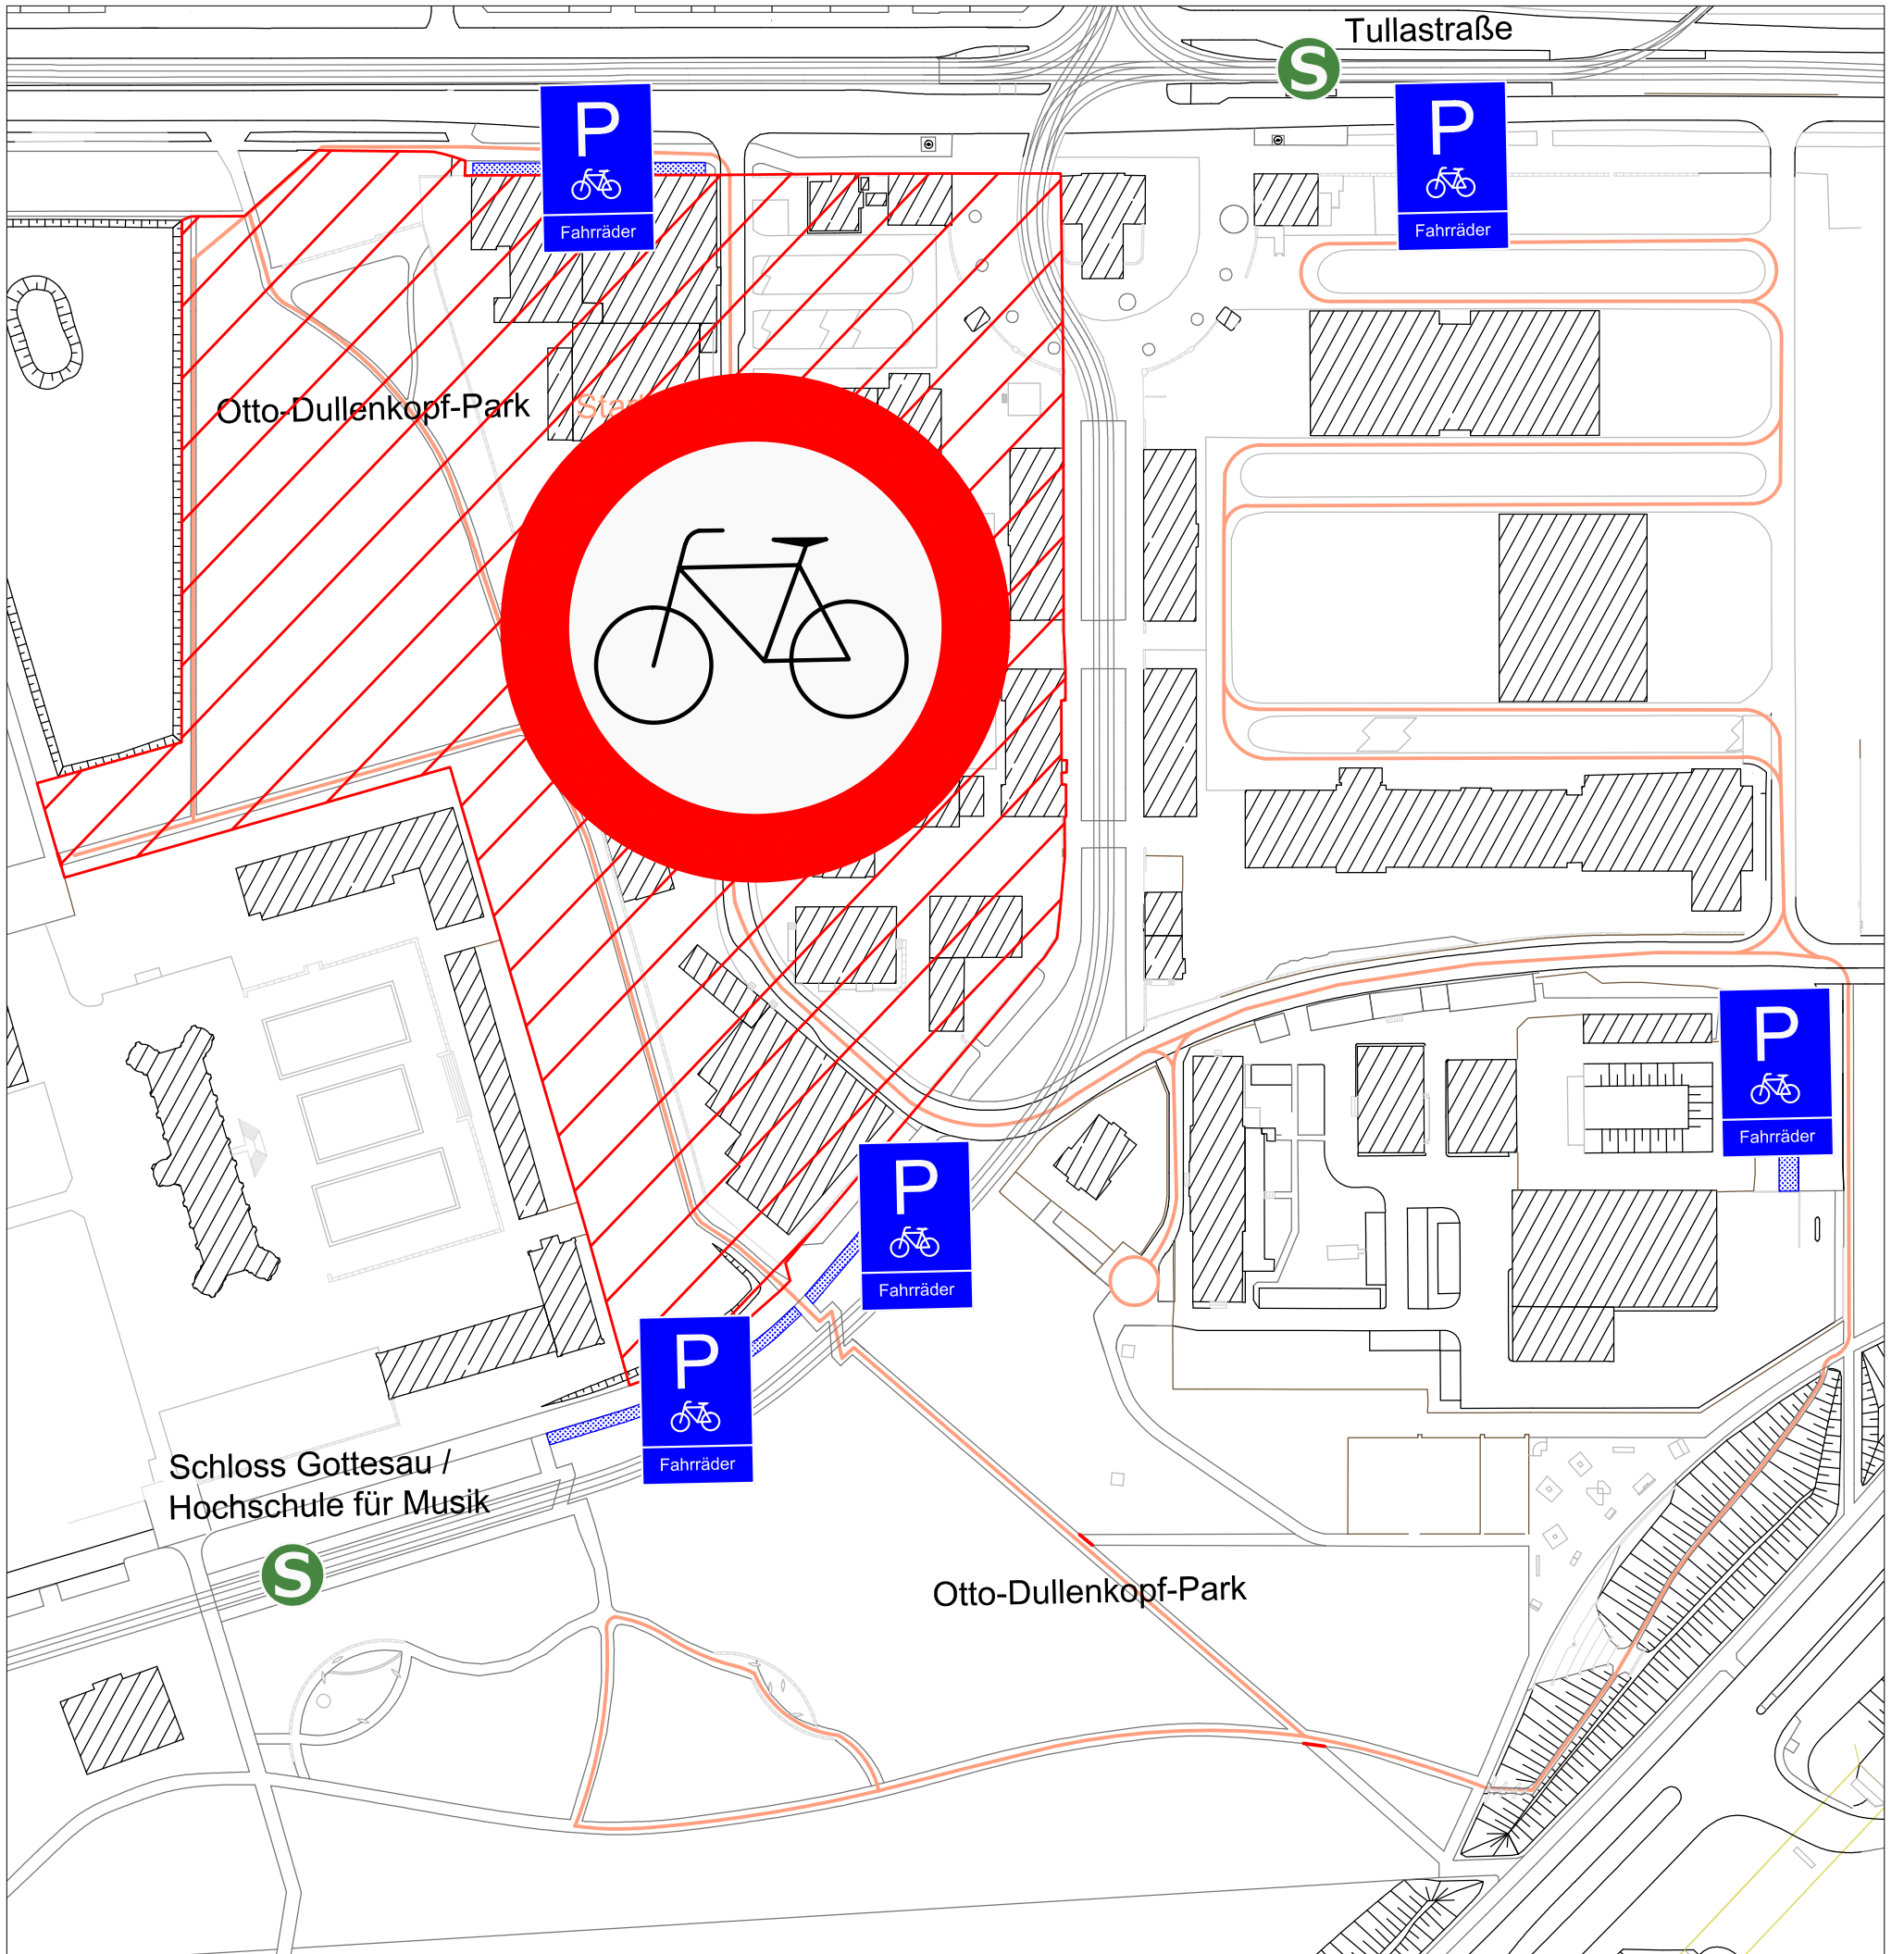 Tullastraße
S
P
Fahrräder
P
Fahrräder
Otto-Dullenkopf-Park
P
Fahrräder
P
Fahrräder
P
Fahrräder
Schloss Gottesau /
Hochschule für Musik
S
Otto-Dullenkopf-Park